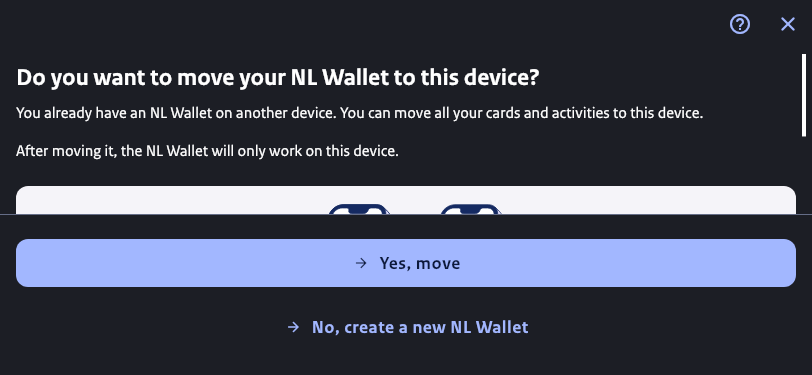 Do you want to move your NL Wallet to this device?
You already have an NL Wallet on another device. You can move all your cards and activities to this device.
After moving it, the NL Wallet will only work on this device.
Yes, move
No, create a new NL Wallet